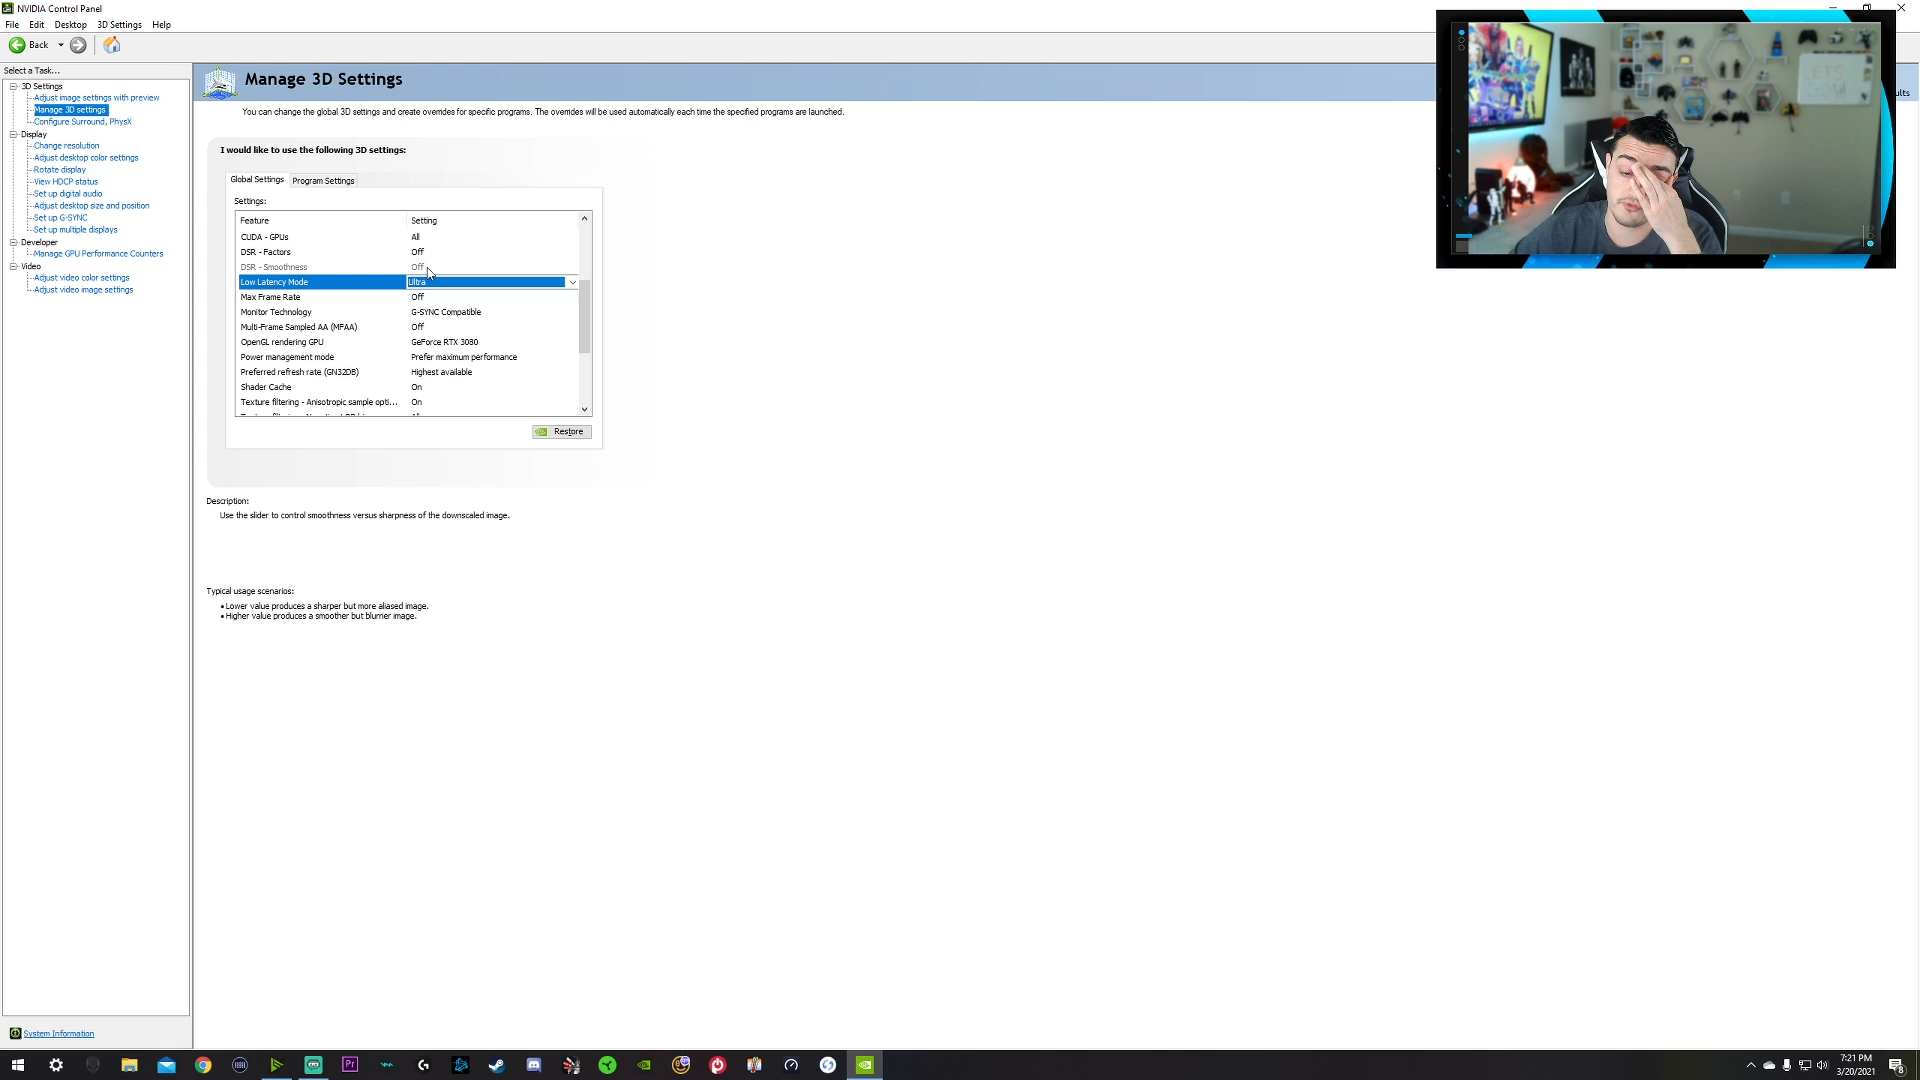 NVIDIA Control Panel
File Edit Desktop 3D Settings Help
Back
Select a Task...
3D Settings
Adjust image settings with preview
Manage 3D settings
Configure Surround, PhysX
Display
Change resolution
Adjust desktop color settings
Rotate display
View HDCP status
Set up digital audio
Adjust desktop size and position
Set up G-SYNC
Set up multiple displays
Developer
Manage GPU Performance Counters
Video
Adjust video color settings
Adjust video image settings
System Information
Manage 3D Settings
ults
You can change the global 3D settings and create overrides for specific programs. The overrides will be used automatically each time the specified programs are launched.
I would like to use the following 3D settings:
Global Settings Program Settings
Settings:
Feature Setting
CUDA - GPUs All
DSR - Factors Off
DSR - Smoothness Off
Low Latency Mode Ultra
Max Frame Rate Off
Monitor Technology G-SYNC Compatible
Multi-Frame Sampled AA (MFAA) Off
OpenGL rendering GPU GeForce RTX 3080
Power management mode Prefer maximum performance
Preferred refresh rate (GN32DB) Highest available
Shader Cache On
Texture filtering - Anisotropic sample opti... On
Restore
Description:
Use the slider to control smoothness versus sharpness of the downscaled image.
Typical usage scenarios:
• Lower value produces a sharper but more aliased image.
• Higher value produces a smoother but blurrier image.
LETS
Pr
7:21 PM
3/20/2021
8